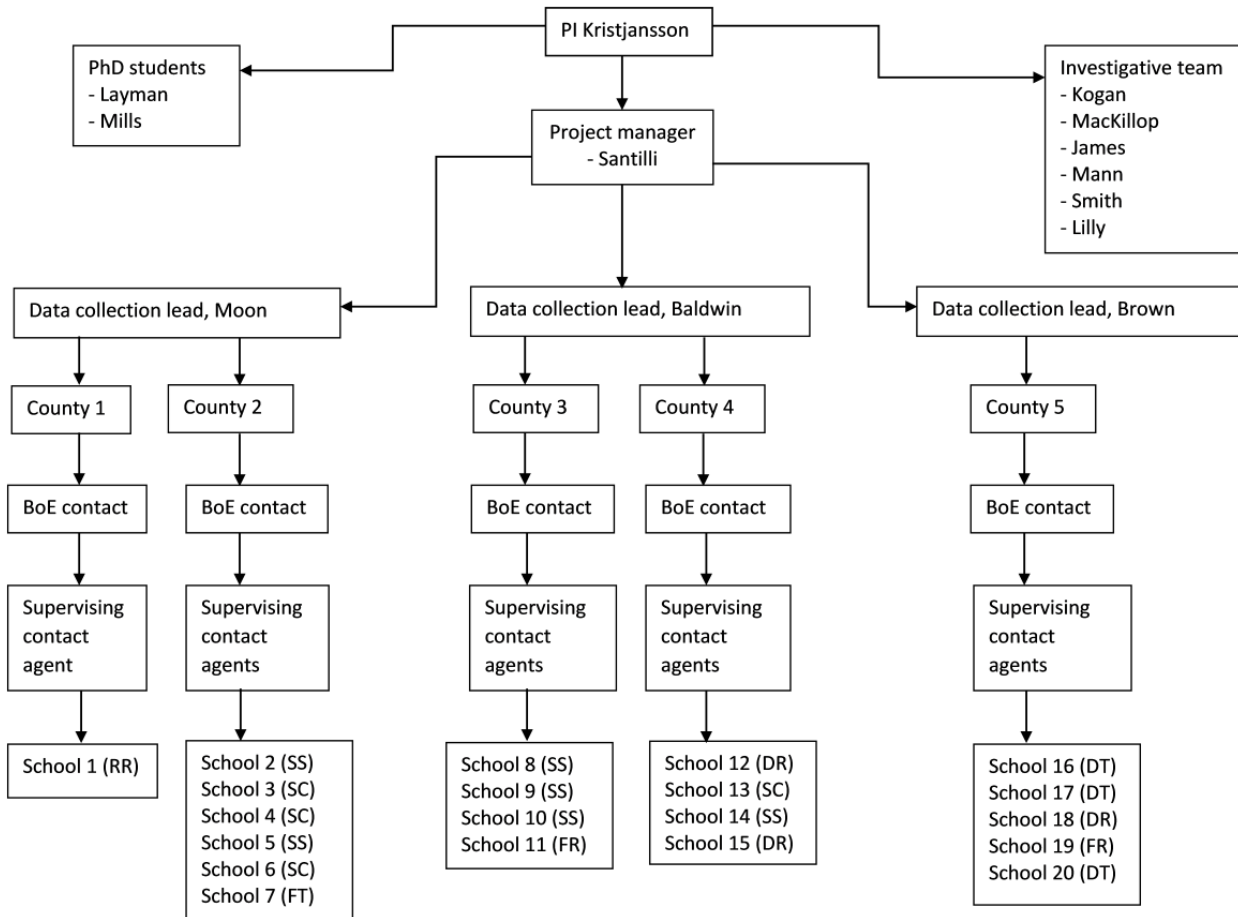 PI Kristjansson
PhD students
- Layman
- Mills
Investigative team
- Kogan
- MacKillop
- James
- Mann
- Smith
- Lilly
Project manager
- Santilli
Data collection lead, Moon
Data collection lead, Baldwin
Data collection lead, Brown
County 1
County 2
County 3
County 4
County 5
BoE contact
BoE contact
BoE contact
BoE contact
BoE contact
Supervising
contact
agent
Supervising
contact
agents
Supervising
contact
agents
Supervising
contact
agents
Supervising
contact
agents
School 1 (RR)
School 2 (SS)
School 3 (SC)
School 4 (SC)
School 5 (SS)
School 6 (SC)
School 7 (FT)
School 8 (SS)
School 9 (SS)
School 10 (SS)
School 11 (FR)
School 12 (DR)
School 13 (SC)
School 14 (SS)
School 15 (DR)
School 16 (DT)
School 17 (DT)
School 18 (DR)
School 19 (FR)
School 20 (DT)